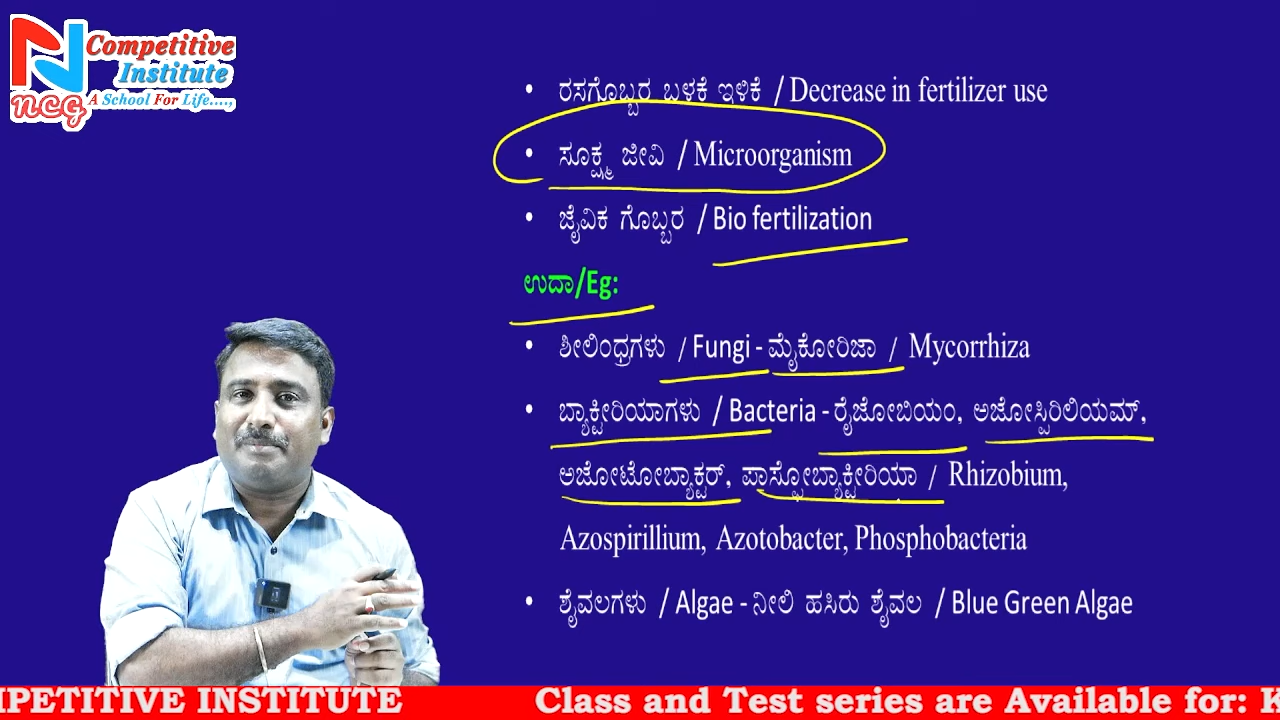 Competitive
Institute
NCG A School For Life....,
• ರಸಗೊಬ್ಬರ ಬಳಕೆ ಇಳಿಕೆ / Decrease in fertilizer use
• ಸೂಕ್ಷ್ಮ ಜೀವಿ / Microorganism
• ಜೈವಿಕ ಗೊಬ್ಬರ / Bio fertilization
ಉದಾ/Eg:
• ಶೀಲಿಂಧ್ರಗಳು / Fungi - ಮೈಕೋರಿಜಾ / Mycorrhiza
• ಬ್ಯಾಕ್ಟೀರಿಯಾಗಳು / Bacteria - ರೈಜೋಬಿಯಂ, ಅಜೋಸ್ಪಿರಿಲಿಯಮ್,
ಅಜೋಟೋಬ್ಯಾಕ್ಟರ್, ಪಾಸ್ಫೋಬ್ಯಾಕ್ಟೀರಿಯಾ / Rhizobium,
Azospirillium, Azotobacter, Phosphobacteria
• ಶೈವಲಗಳು / Algae - ನೀಲಿ ಹಸಿರು ಶೈವಲ / Blue Green Algae
MPETITIVE INSTITUTE Class and Test series are Available for: K